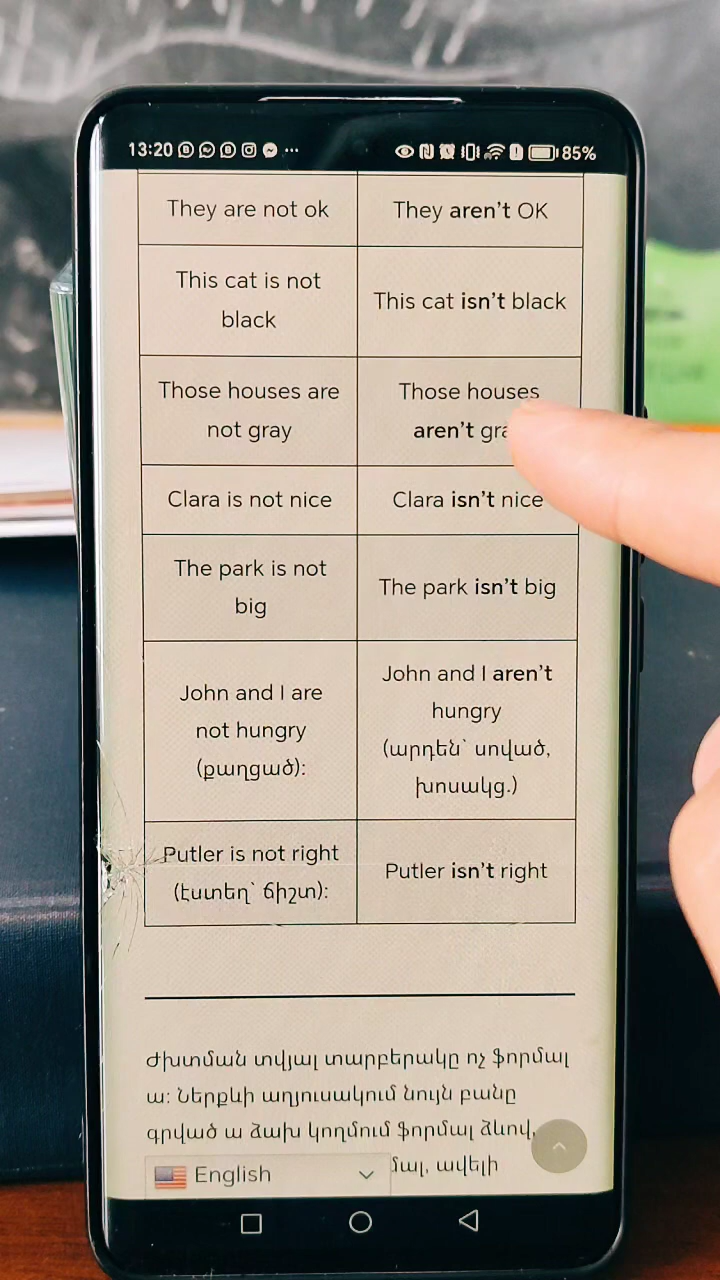 13:20 85%
They are not ok
They aren't OK
This cat is not
black
This cat isn't black
Those houses are
not gray
Those houses
aren't
Clara is not nice
Clara isn't nice
The park is not
big
The park isn't big
John and I are
not hungry
(քաղցած):
John and I aren't
hungry
(արդեն՝ սոված,
խոսակց.)
Putler is not right
(էստեղ՝ ճիշտ):
Putler isn't right
Ժխտման տվյալ տարբերակը ոչ ֆորմալ
ա: Ներքևի աղյուսակում նույն բանը
գրված ա ձախ կողմում ֆորմալ ձևով,
ավելի
English